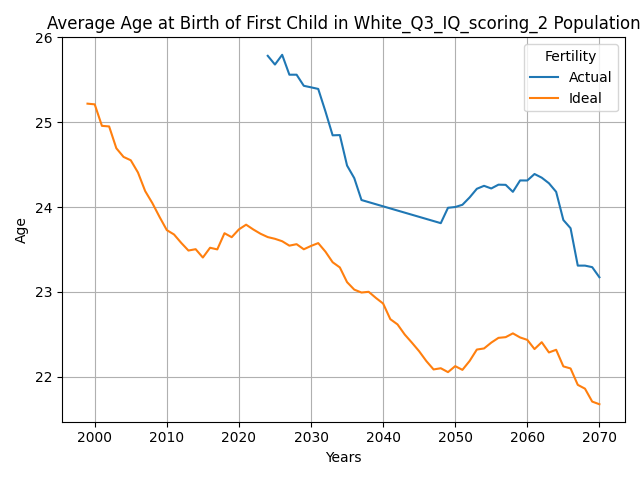 Average Age at Birth of First Child in White_Q3_IQ_scoring_2 Population
Fertility
Actual
Ideal
Age
26
25
24
23
22
2000 2010 2020 2030 2040 2050 2060 2070
Years